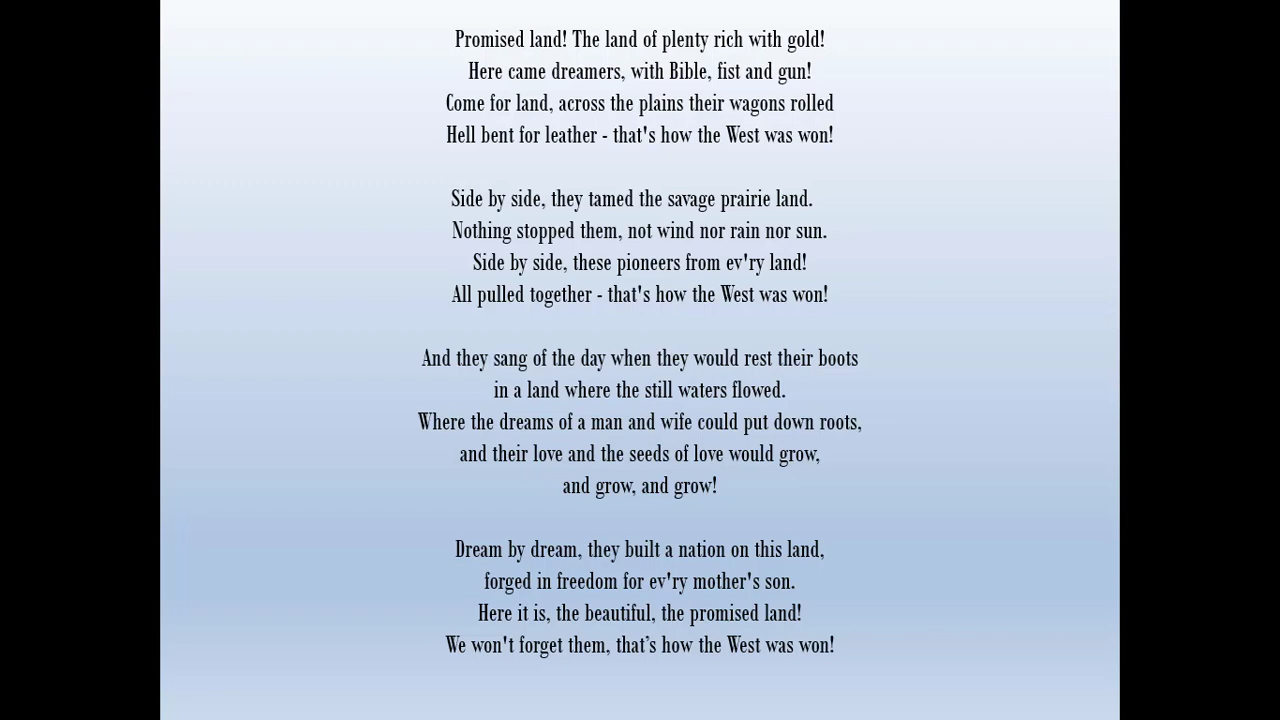 Promised land! The land of plenty rich with gold!
Here came dreamers, with Bible, fist and gun!
Come for land, across the plains their wagons rolled
Hell bent for leather - that's how the West was won!
Side by side, they tamed the savage prairie land.
Nothing stopped them, not wind nor rain nor sun.
Side by side, these pioneers from ev'ry land!
All pulled together - that's how the West was won!
And they sang of the day when they would rest their boots
in a land where the still waters flowed.
Where the dreams of a man and wife could put down roots,
and their love and the seeds of love would grow,
and grow, and grow!
Dream by dream, they built a nation on this land,
forged in freedom for ev'ry mother's son.
Here it is, the beautiful, the promised land!
We won't forget them, that’s how the West was won!